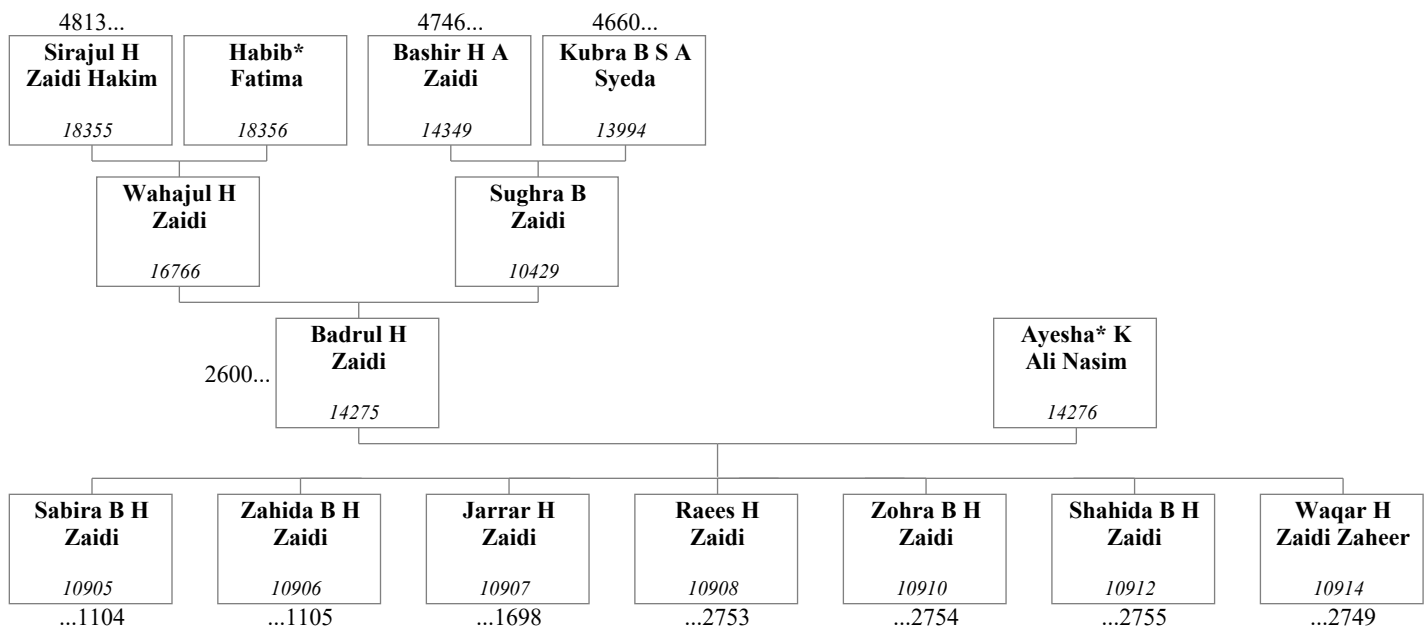 4813...
4746...
4660...
Sirajul H
Zaidi Hakim
18355
Habib*
Fatima
18356
Bashir H A
Zaidi
14349
Kubra B S A
Syeda
13994
Wahajul H
Zaidi
16766
Sughra B
Zaidi
10429
2600...
Badrul H
Zaidi
14275
Ayesha* K
Ali Nasim
14276
Sabira B H
Zaidi
10905
...1104
Zahida B H
Zaidi
10906
...1105
Jarrar H
Zaidi
10907
...1698
Raees H
Zaidi
10908
...2753
Zohra B H
Zaidi
10910
...2754
Shahida B H
Zaidi
10912
...2755
Waqar H
Zaidi Zaheer
10914
...2749